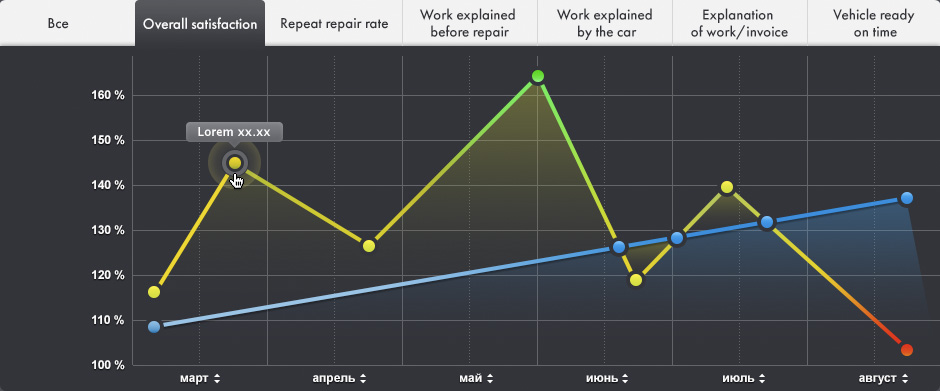 Все
Overall satisfaction
Repeat repair rate
Work explained
before repair
Work explained
by the car
Explanation
of work/invoice
Vehicle ready
on time
160 %
150 %
Lorem xx.xx
140 %
130 %
120 %
110 %
100 %
март
апрель
май
июнь
июль
август